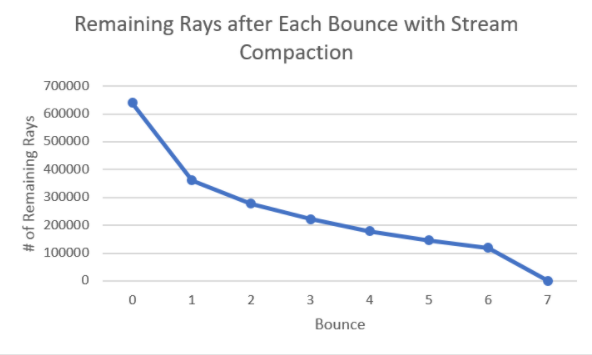 Remaining Rays after Each Bounce with Stream
Compaction
# of Remaining Rays
700000
600000
500000
400000
300000
200000
100000
0
0 1 2 3 4 5 6 7
Bounce